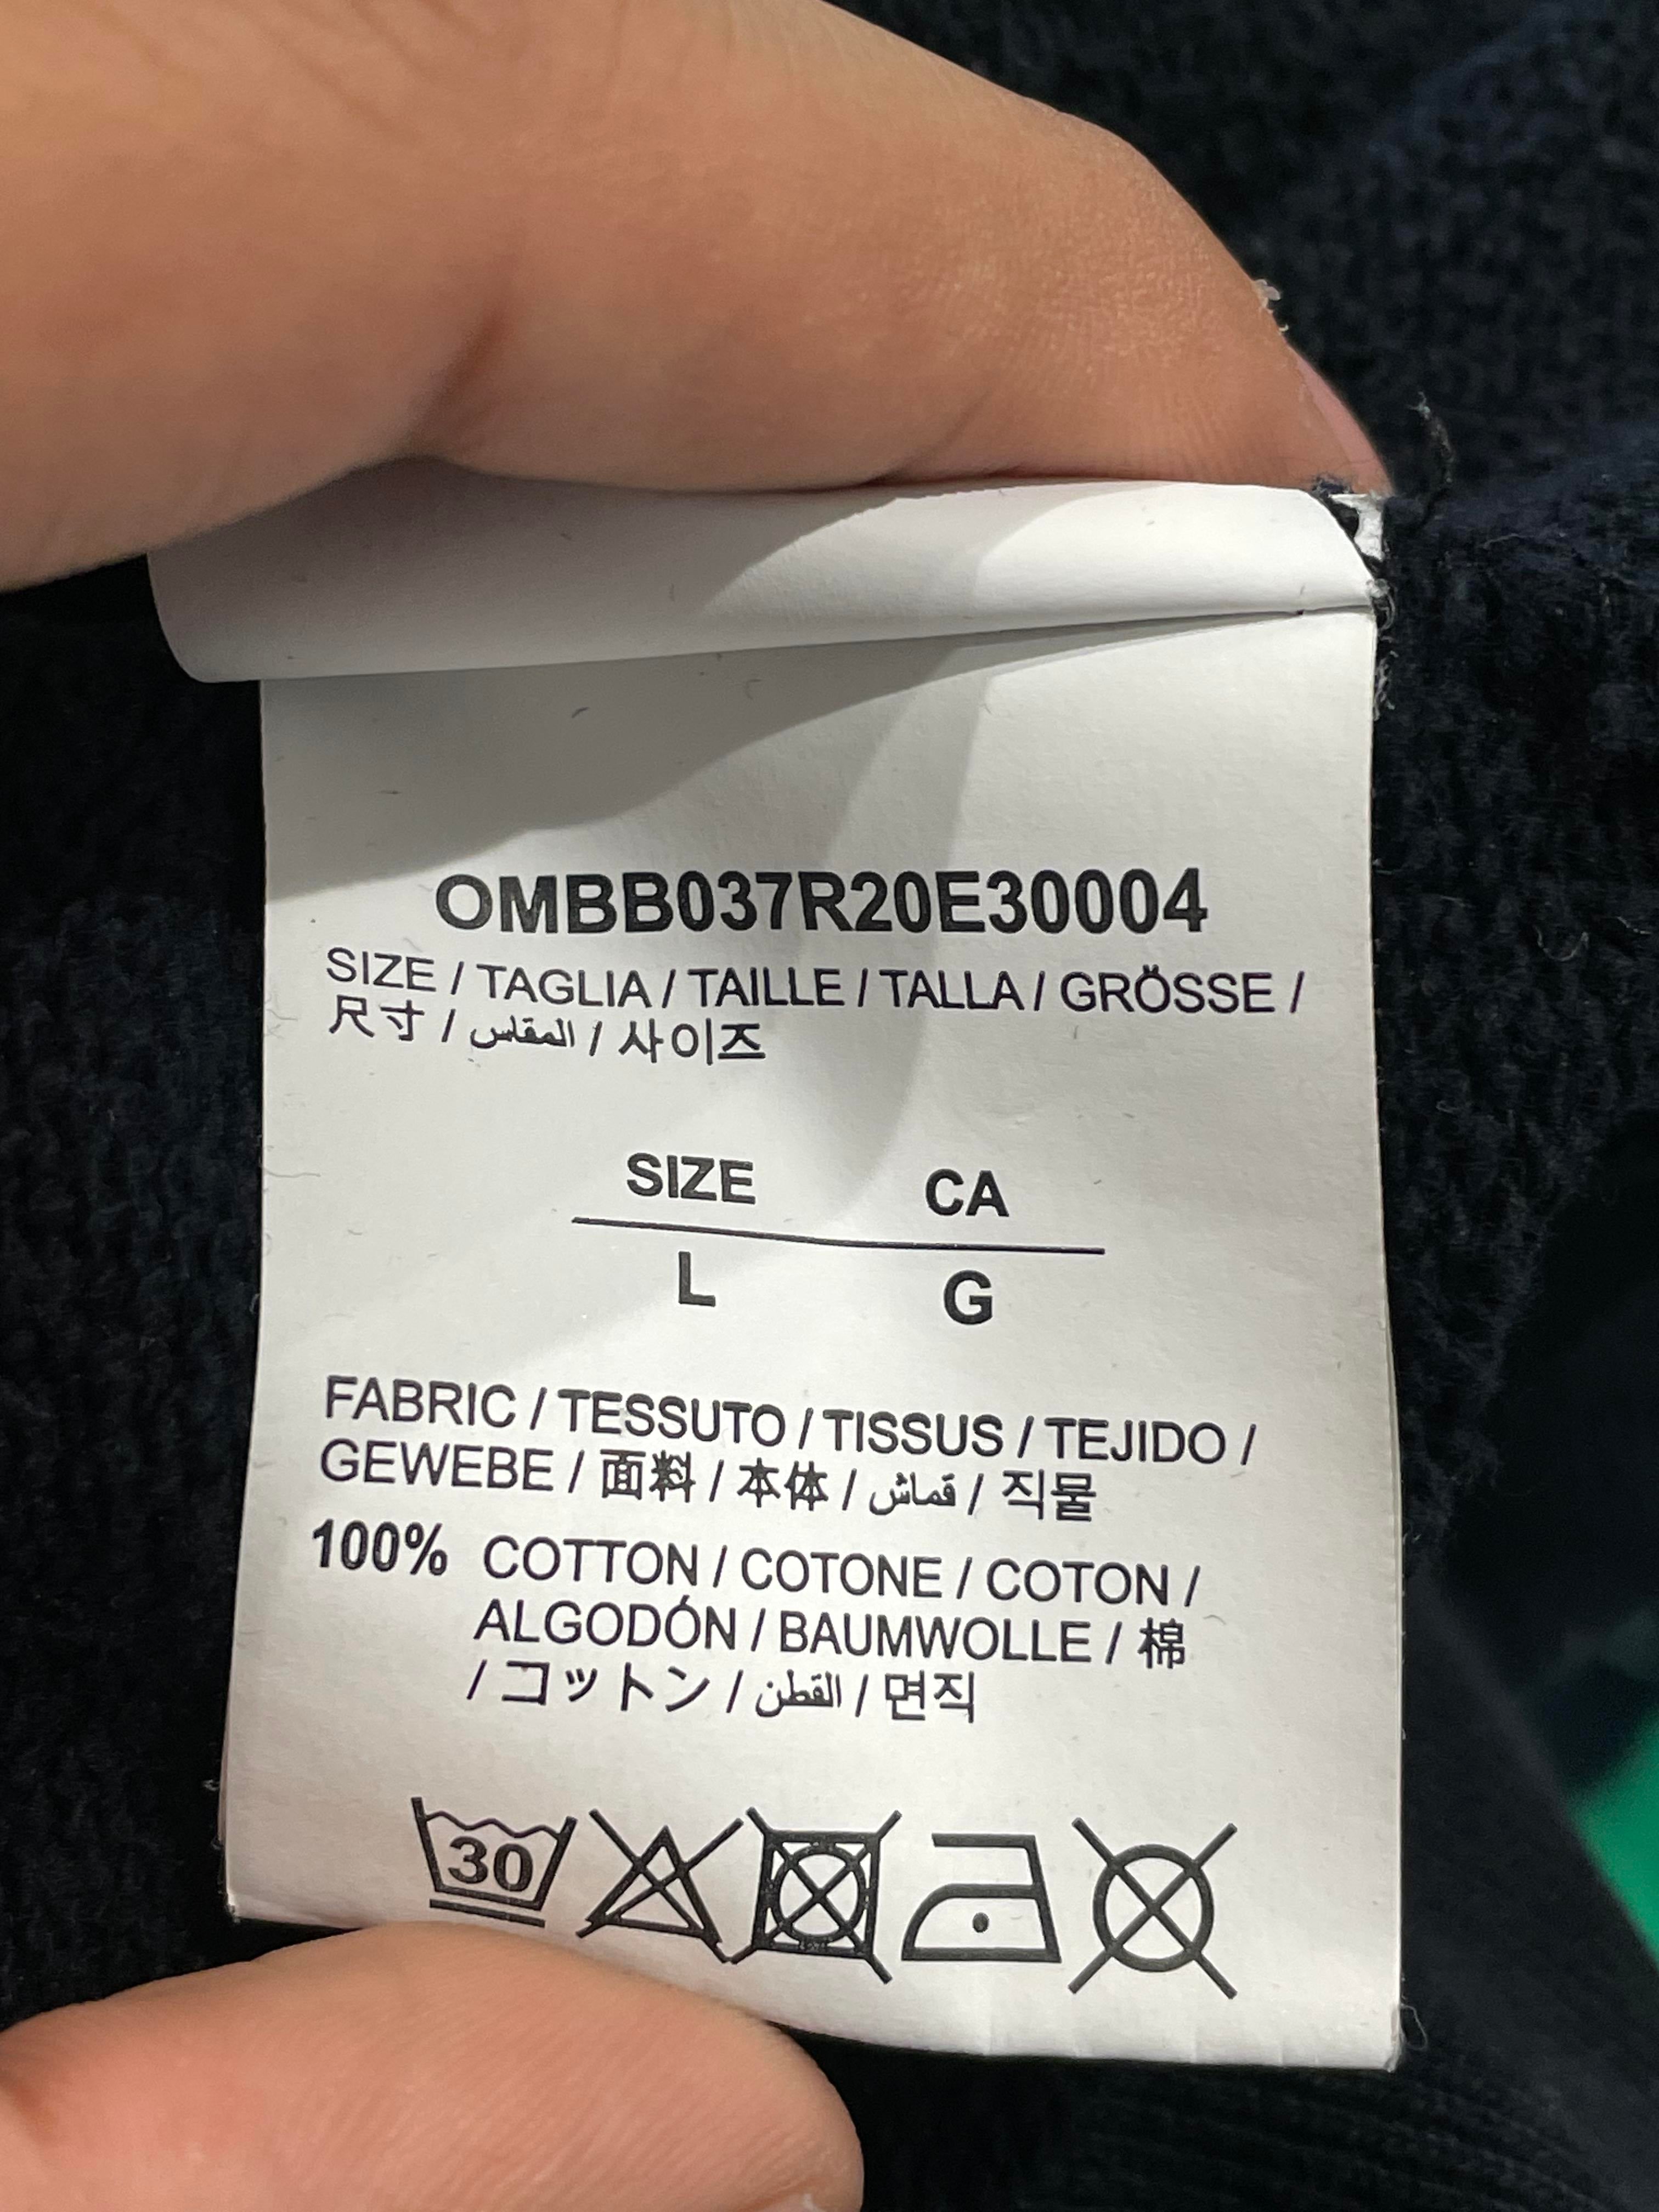 OMBB037R20E30004
SIZE / TAGLIA / TAILLE / TALLA / GRÖSSE /
尺寸 / المقاس / 사이즈
SIZE CA
L G
FABRIC / TESSUTO / TISSUS / TEJIDO /
GEWEBE / 面料 / 本体 / قماش / 직물
100% COTTON / COTONE / COTON /
ALGODÓN / BAUMWOLLE / 棉
/ コットン / القطن / 면직
30